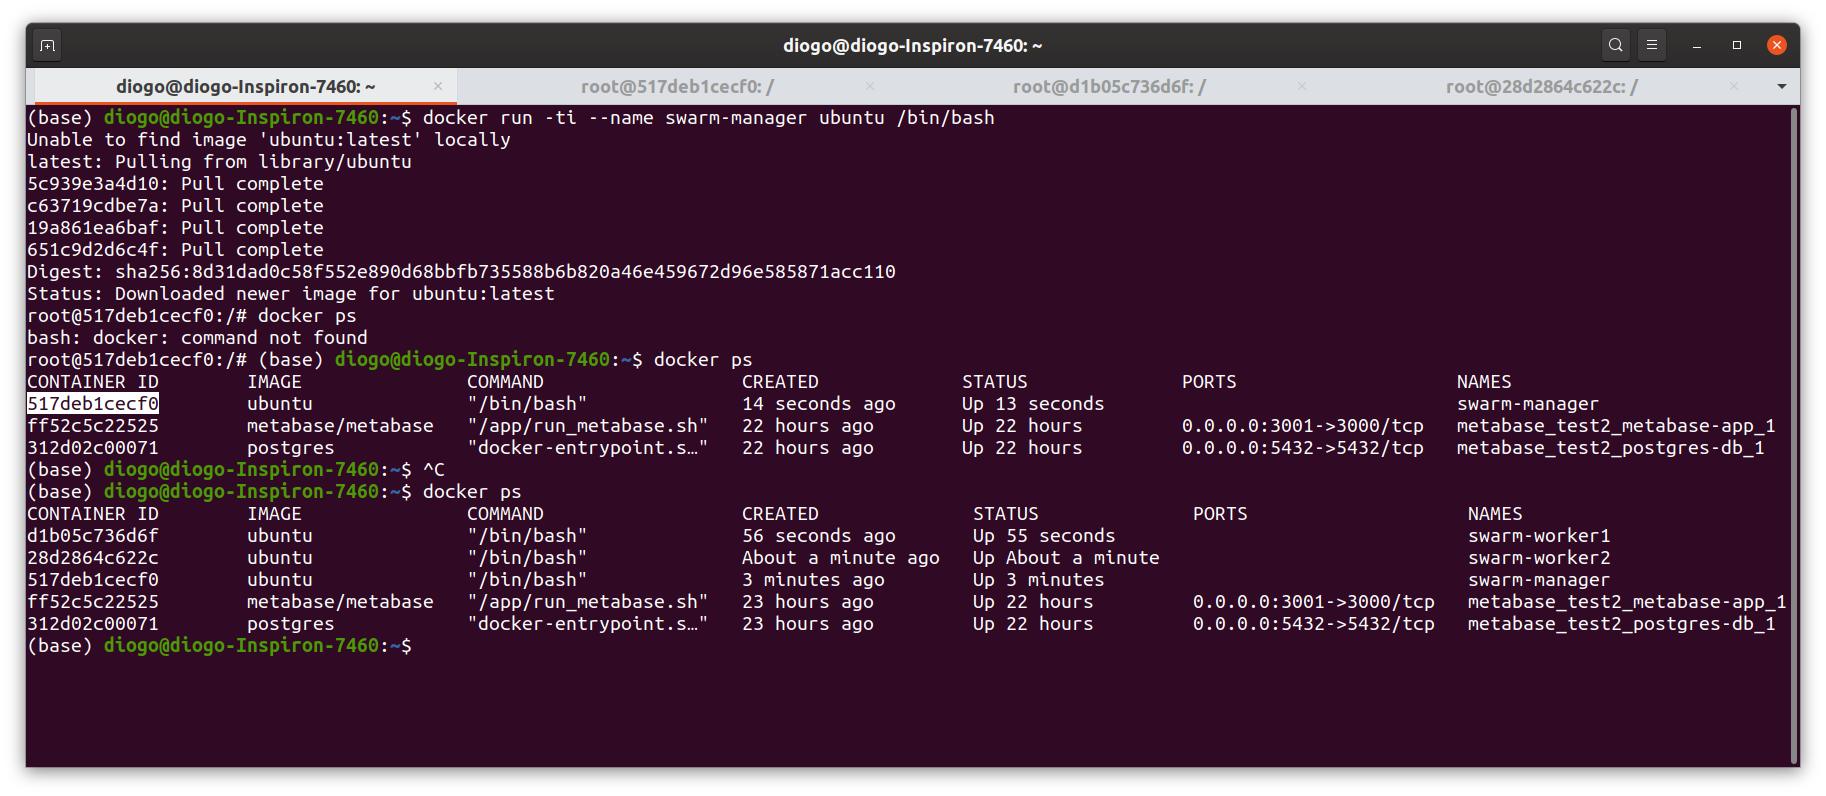 diogo@diogo-Inspiron-7460: ~
diogo@diogo-Inspiron-7460: ~ × root@517deb1cecf0: / × root@d1b05c736d6f: / × root@28d2864c622c: / ×
(base) diogo@diogo-Inspiron-7460:~$ docker run -ti --name swarm-manager ubuntu /bin/bash
Unable to find image 'ubuntu:latest' locally
latest: Pulling from library/ubuntu
5c939e3a4d10: Pull complete
c63719cdbe7a: Pull complete
19a861ea6baf: Pull complete
651c9d2d6c4f: Pull complete
Digest: sha256:8d31dad0c58f552e890d68bbfb735588b6b820a46e459672d96e585871acc110
Status: Downloaded newer image for ubuntu:latest
root@517deb1cecf0:/# docker ps
bash: docker: command not found
root@517deb1cecf0:/# (base) diogo@diogo-Inspiron-7460:~$ docker ps
CONTAINER ID        IMAGE               COMMAND                  CREATED             STATUS              PORTS                    NAMES
517deb1cecf0        ubuntu              "/bin/bash"              14 seconds ago      Up 13 seconds                                swarm-manager
ff52c5c22525        metabase/metabase   "/app/run_metabase.sh"   22 hours ago        Up 22 hours         0.0.0.0:3001->3000/tcp   metabase_test2_metabase-app_1
312d02c00071        postgres            "docker-entrypoint.s…"   22 hours ago        Up 22 hours         0.0.0.0:5432->5432/tcp   metabase_test2_postgres-db_1
(base) diogo@diogo-Inspiron-7460:~$ ^C
(base) diogo@diogo-Inspiron-7460:~$ docker ps
CONTAINER ID        IMAGE               COMMAND                  CREATED              STATUS              PORTS                    NAMES
d1b05c736d6f        ubuntu              "/bin/bash"              56 seconds ago       Up 55 seconds                                swarm-worker1
28d2864c622c        ubuntu              "/bin/bash"              About a minute ago   Up About a minute                            swarm-worker2
517deb1cecf0        ubuntu              "/bin/bash"              3 minutes ago        Up 3 minutes                                 swarm-manager
ff52c5c22525        metabase/metabase   "/app/run_metabase.sh"   23 hours ago         Up 22 hours         0.0.0.0:3001->3000/tcp   metabase_test2_metabase-app_1
312d02c00071        postgres            "docker-entrypoint.s…"   23 hours ago         Up 22 hours         0.0.0.0:5432->5432/tcp   metabase_test2_postgres-db_1
(base) diogo@diogo-Inspiron-7460:~$